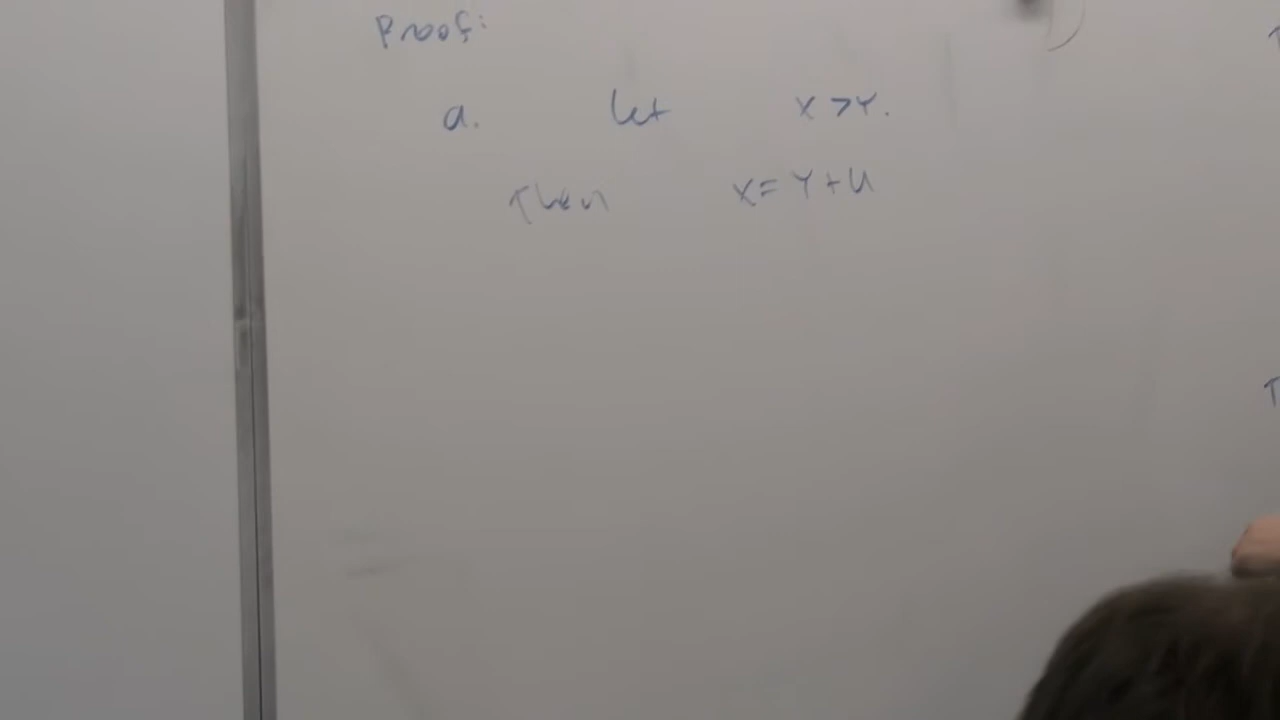 Proof:
a. let x > y.
Then x = y + u